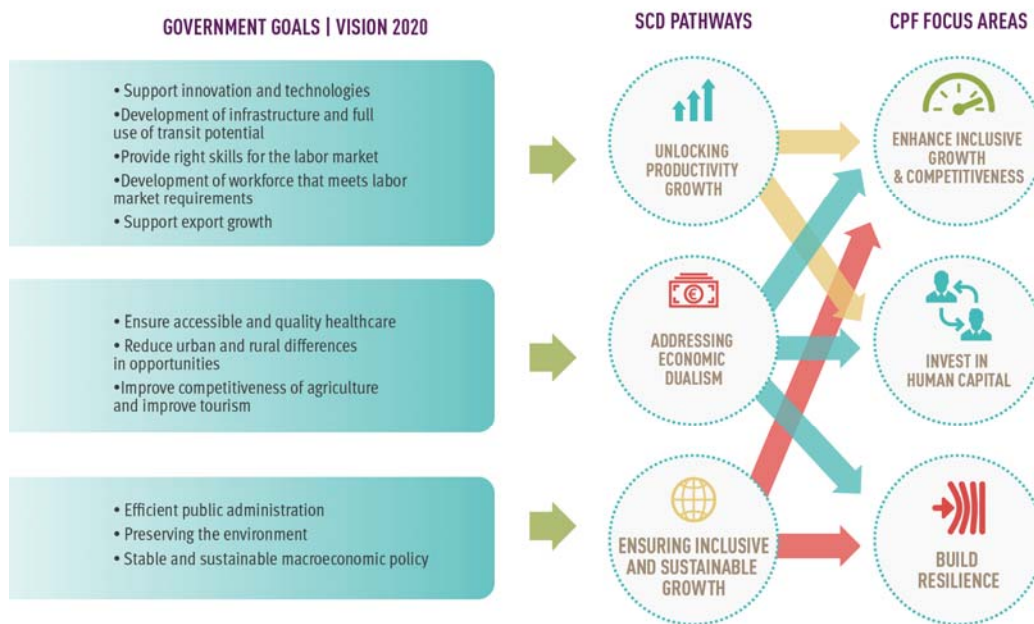 GOVERNMENT GOALS | VISION 2020
• Support innovation and technologies
•Development of infrastructure and full
use of transit potential
•Provide right skills for the labor market
•Development of workforce that meets labor
market requirements
• Support export growth
• Ensure accessible and quality healthcare
• Reduce urban and rural differences
in opportunities
•Improve competitiveness of agriculture
and improve tourism
• Efficient public administration
• Preserving the environment
• Stable and sustainable macroeconomic policy
SCD PATHWAYS
UNLOCKING
PRODUCTIVITY
GROWTH
€
ADDRESSING
ECONOMIC
DUALISM
ENSURING INCLUSIVE
AND SUSTAINABLE
GROWTH
CPF FOCUS AREAS
ENHANCE INCLUSIVE
GROWTH
& COMPETITIVENESS
INVEST IN
HUMAN CAPITAL
BUILD
RESILIENCE